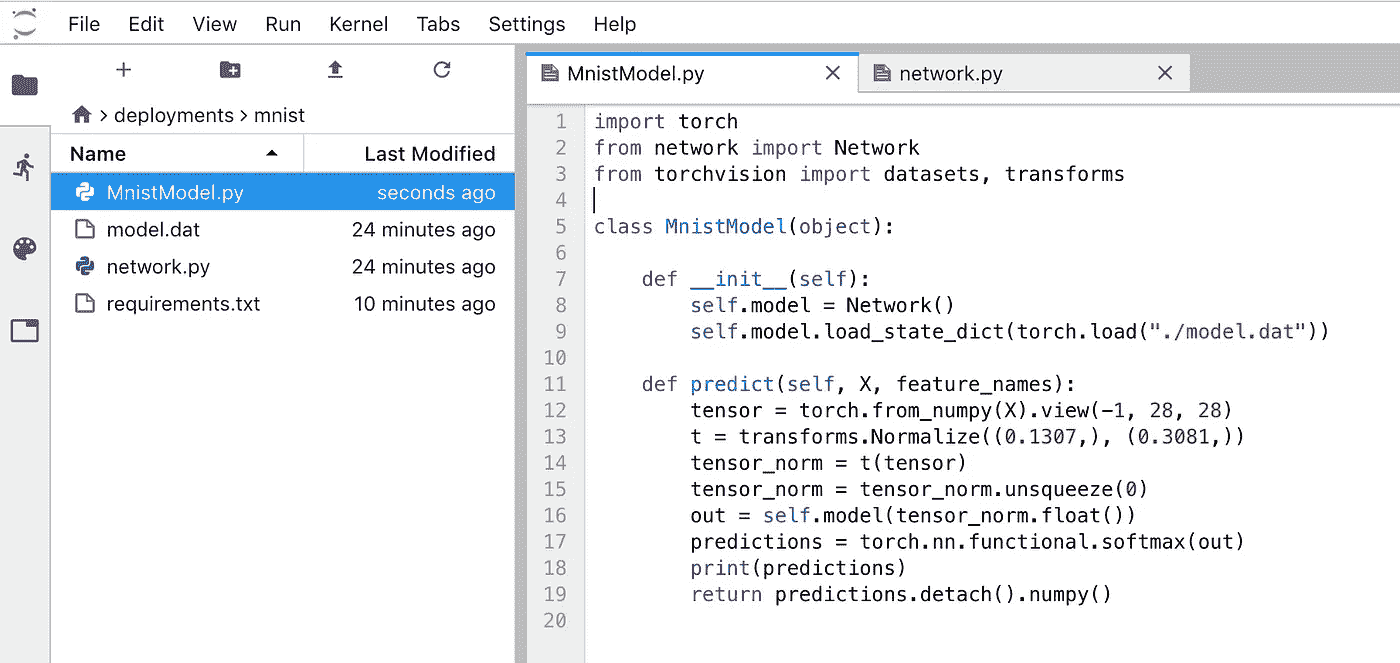 File Edit View Run Kernel Tabs Settings Help
deployments > mnist
Name Last Modified
MnistModel.py seconds ago
model.dat 24 minutes ago
network.py 24 minutes ago
requirements.txt 10 minutes ago
MnistModel.py network.py
1 import torch
2 from network import Network
3 from torchvision import datasets, transforms
4
5 class MnistModel(object):
6
7     def __init__(self):
8         self.model = Network()
9         self.model.load_state_dict(torch.load("./model.dat"))
10
11     def predict(self, X, feature_names):
12         tensor = torch.from_numpy(X).view(-1, 28, 28)
13         t = transforms.Normalize((0.1307,), (0.3081,))
14         tensor_norm = t(tensor)
15         tensor_norm = tensor_norm.unsqueeze(0)
16         out = self.model(tensor_norm.float())
17         predictions = torch.nn.functional.softmax(out)
18         print(predictions)
19         return predictions.detach().numpy()
20